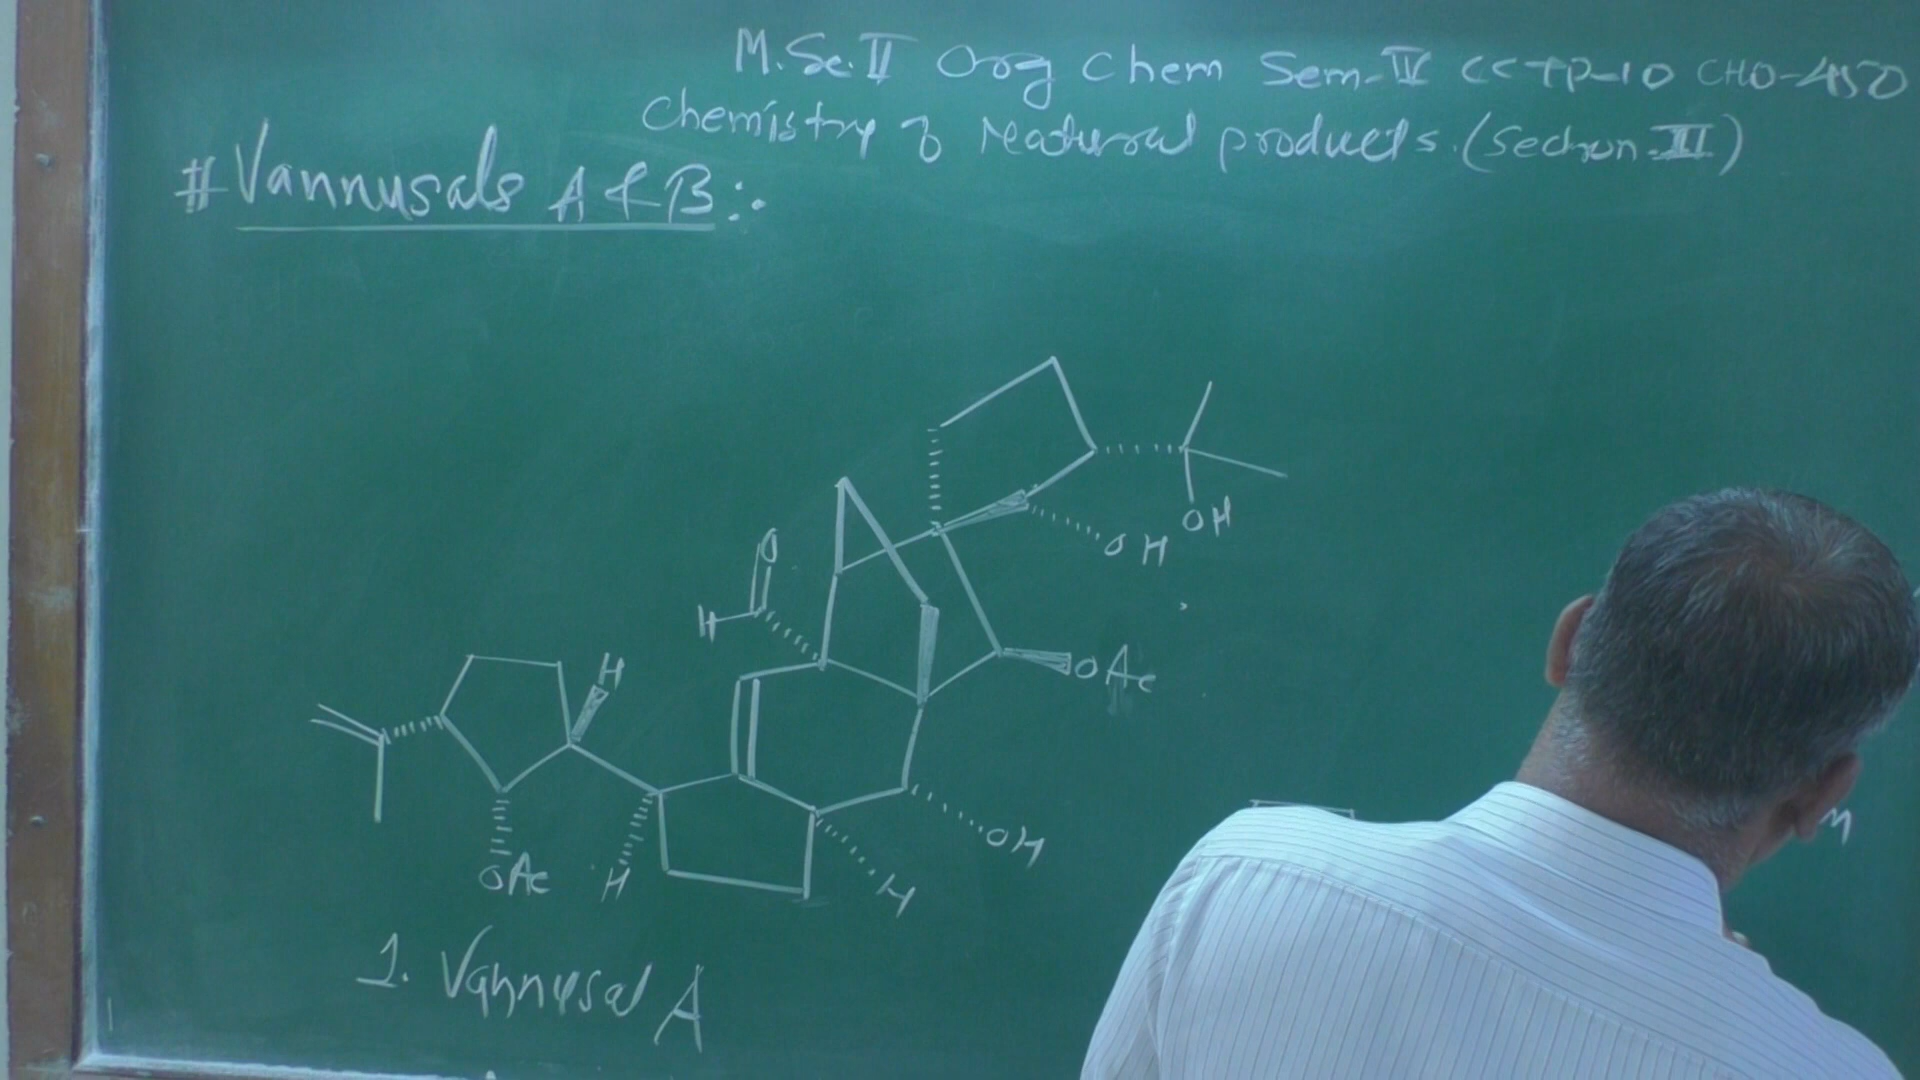 M.Sc.II Org Chem Sem-IV CCTP-10 CHO-450
Chemistry of Natural products.(Section-II)
# Vannusals A & B:.
OH
OH
O
H
OAc
H
OH
OAc
H
H
1. Vannusal A